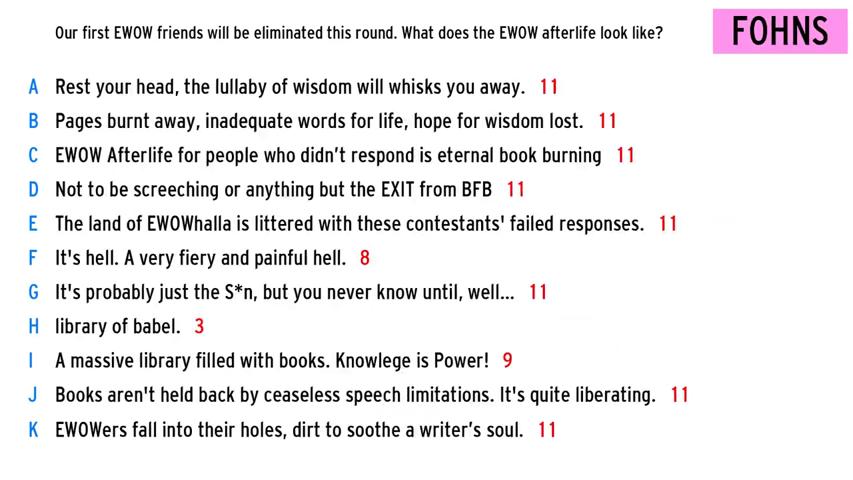 Our first EWOW friends will be eliminated this round. What does the EWOW afterlife look like?
FOHNS
A Rest your head, the lullaby of wisdom will whisks you away. 11
B Pages burnt away, inadequate words for life, hope for wisdom lost. 11
C EWOW Afterlife for people who didn't respond is eternal book burning 11
D Not to be screeching or anything but the EXIT from BFB 11
E The land of EWOWhalla is littered with these contestants' failed responses. 11
F It's hell. A very fiery and painful hell. 8
G It's probably just the S*n, but you never know until, well... 11
H library of babel. 3
I A massive library filled with books. Knowlege is Power! 9
J Books aren't held back by ceaseless speech limitations. It's quite liberating. 11
K EWOWers fall into their holes, dirt to soothe a writer's soul. 11